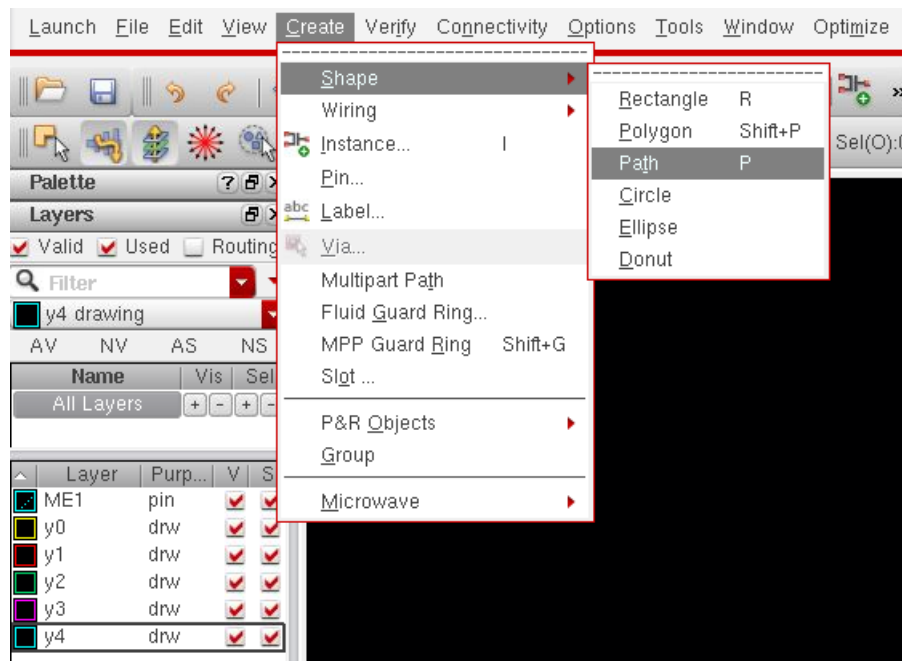 Launch File Edit View Create Verify Connectivity Options Tools Window Optimize
Shape
Wiring
Instance... I
Pin...
abc Label...
Via...
Multipart Path
Fluid Guard Ring...
MPP Guard Ring Shift+G
Slot ...
P&R Objects
Group
Microwave
Rectangle R
Polygon Shift+P
Path P
Circle
Ellipse
Donut
»
Sel(O):
Palette ?
Layers
Valid Used Routing
Filter
y4 drawing
AV NV AS NS
Name Vis Sel
All Layers + - + -
Layer Purp... V S
ME1 pin
y0 drw
y1 drw
y2 drw
y3 drw
y4 drw